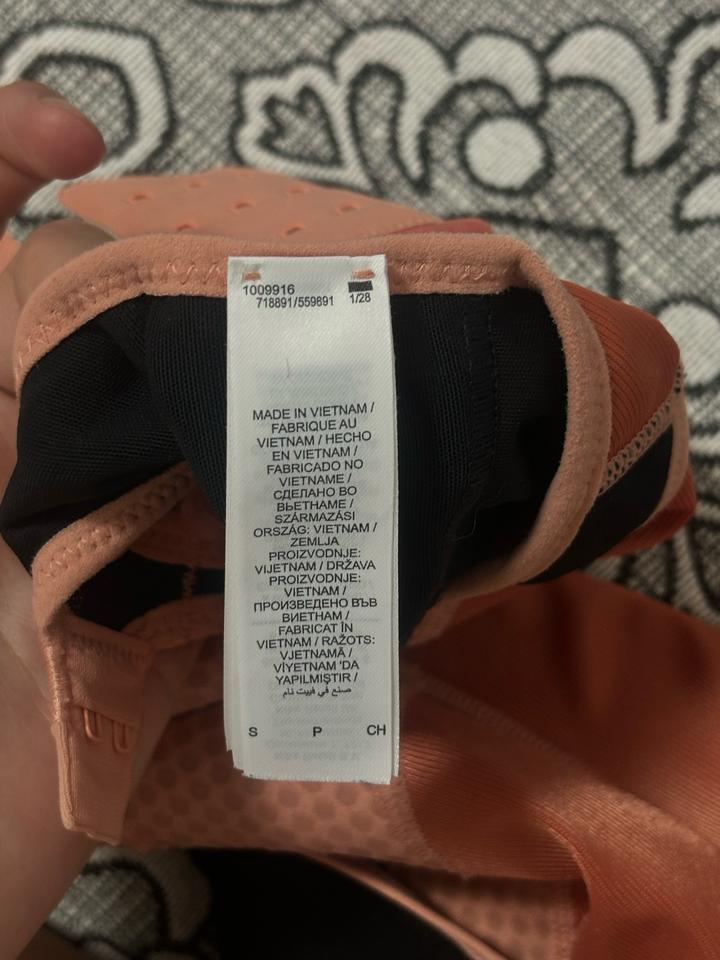 1009916
718891/559891 1/28
MADE IN VIETNAM /
FABRIQUE AU
VIETNAM / HECHO
EN VIETNAM /
FABRICADO NO
VIETNAME /
СДЕЛАНО ВО
ВЬЕТНАМЕ /
SZÁRMAZÁSI
ORSZÁG: VIETNAM /
ZEMLJA
PROIZVODNJE:
VIJETNAM / DRŽAVA
PROIZVODNJE:
VIETNAM /
ПРОИЗВЕДЕНО ВЪВ
ВИЕТНАМ /
FABRICAT ÎN
VIETNAM / RAŽOTS:
VJETNAMĀ /
VİYETNAM 'DA
YAPILMIŞTIR /
صنع في فييت نام
S P CH